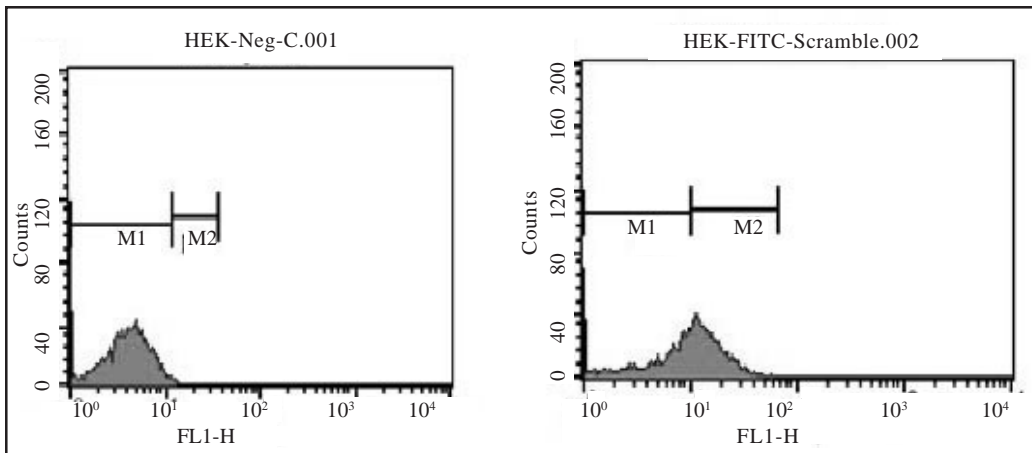 HEK-Neg-C.001
Counts
200
160
120
80
40
0
M1
M2
10⁰ 10¹ 10² 10³ 10⁴
FL1-H
HEK-FITC-Scramble.002
Counts
200
160
120
80
40
0
M1
M2
10⁰ 10¹ 10² 10³ 10⁴
FL1-H